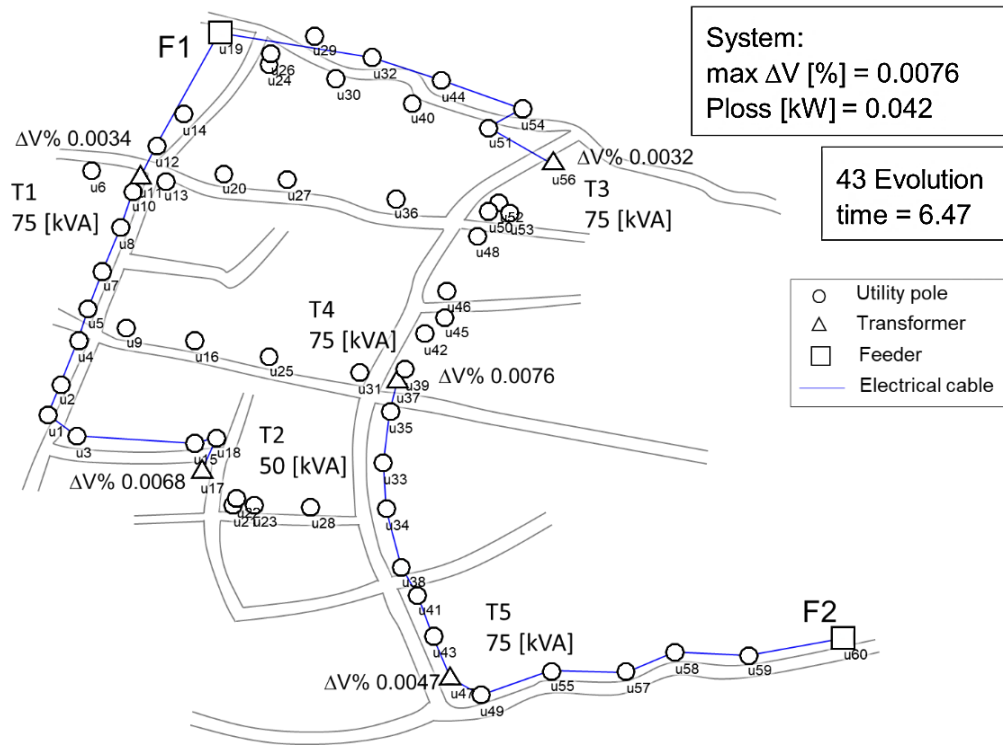 F1
u19
u29
System:
max ΔV [%] = 0.0076
Ploss [kW] = 0.042
u26
u24
u32
u30
u44
u40
u54
u14
u51
ΔV% 0.0034
u12
ΔV% 0.0032
u56
43 Evolution
time = 6.47
u6
T1
75 [kVA]
u11
u13
u10
u20
u27
u36
T3
75 [kVA]
u52
u50
u53
u48
u8
u7
u5
u46
T4
75 [kVA]
u45
u42
Utility pole
Transformer
Feeder
Electrical cable
u9
u4
u16
u25
u31
u39
u37
ΔV% 0.0076
u2
u1
u35
u3
u15
u18
T2
50 [kVA]
ΔV% 0.0068
u17
u33
u22
u21
u23
u28
u34
u38
u41
T5
75 [kVA]
F2
u43
u60
ΔV% 0.0047
u47
u49
u55
u57
u58
u59